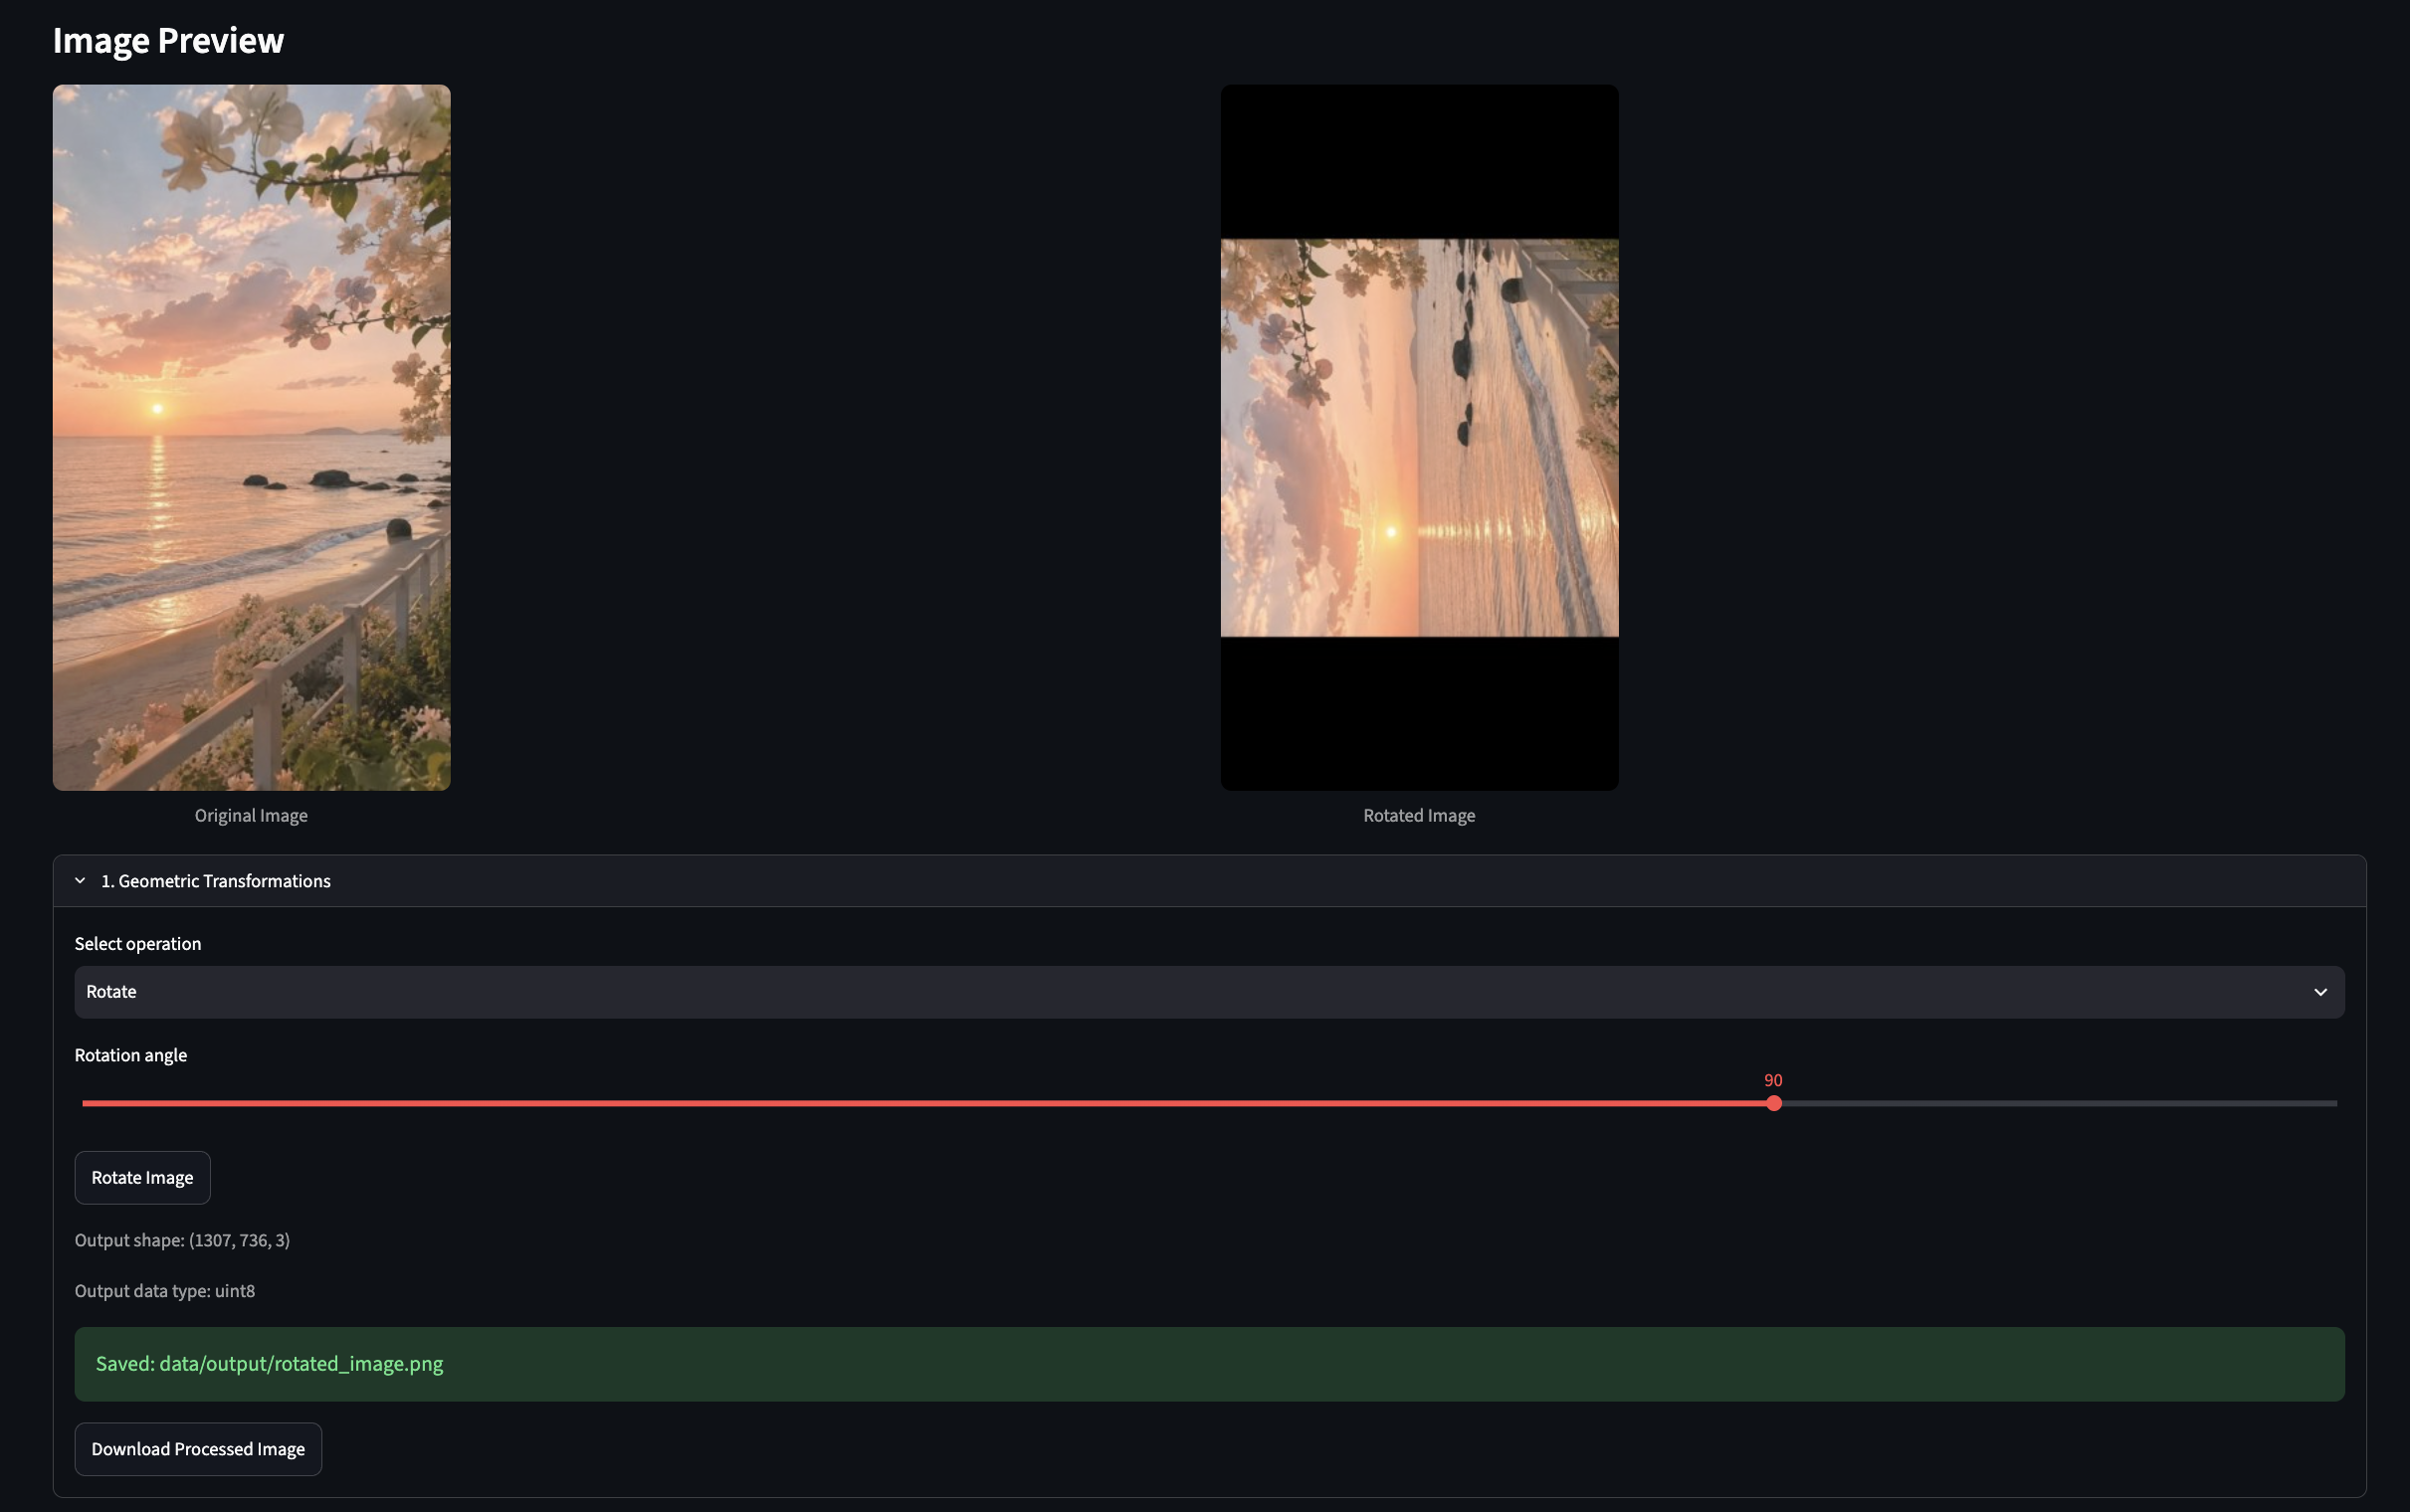 Image Preview
Original Image
Rotated Image
1. Geometric Transformations
Select operation
Rotate
Rotation angle
90
Rotate Image
Output shape: (1307, 736, 3)
Output data type: uint8
Saved: data/output/rotated_image.png
Download Processed Image